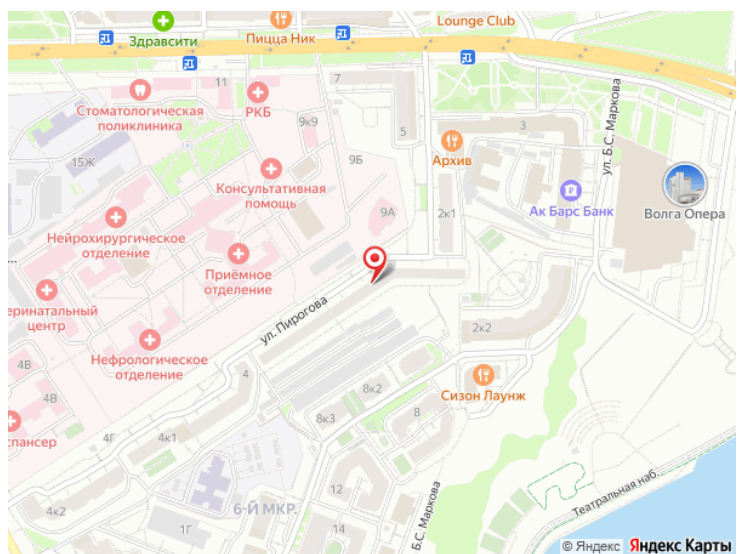 Lounge Club
Здравсити
Пицца Ник
7
11
Стоматологическая
поликлиника
РКБ
9к9
5
3
ул. Б.С. Маркова
Архив
15Ж
9Б
Консультативная
помощь
Ак Барс Банк
Волга Опера
9А
2к1
Нейрохирургическое
отделение
Приёмное
отделение
еринатальный
центр
ул. Пирогова
2к2
Нефрологическое
отделение
4В
4
8к2
Сизон Лаунж
4В
8к3
8
спансер
4Г
4к1
12
Б.С. Маркова
Театральная наб.
4к2
6-Й МКР.
1Г
14
© Яндекс Яндекс Карты